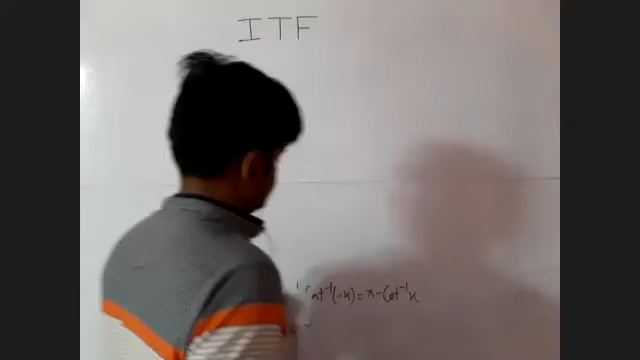 ITF
Cot⁻¹(-x) = π - Cot⁻¹x